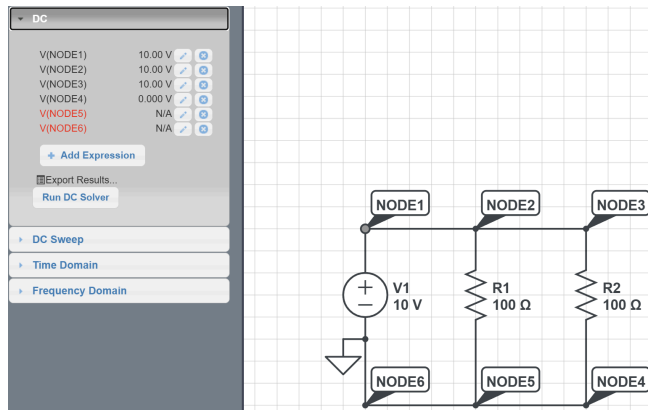 DC
V(NODE1) 10.00 V
V(NODE2) 10.00 V
V(NODE3) 10.00 V
V(NODE4) 0.000 V
V(NODE5) N/A
V(NODE6) N/A
+ Add Expression
Export Results...
Run DC Solver
DC Sweep
Time Domain
Frequency Domain
NODE1 NODE2 NODE3
V1 R1 R2
10 V 100 Ω 100 Ω
NODE6 NODE5 NODE4